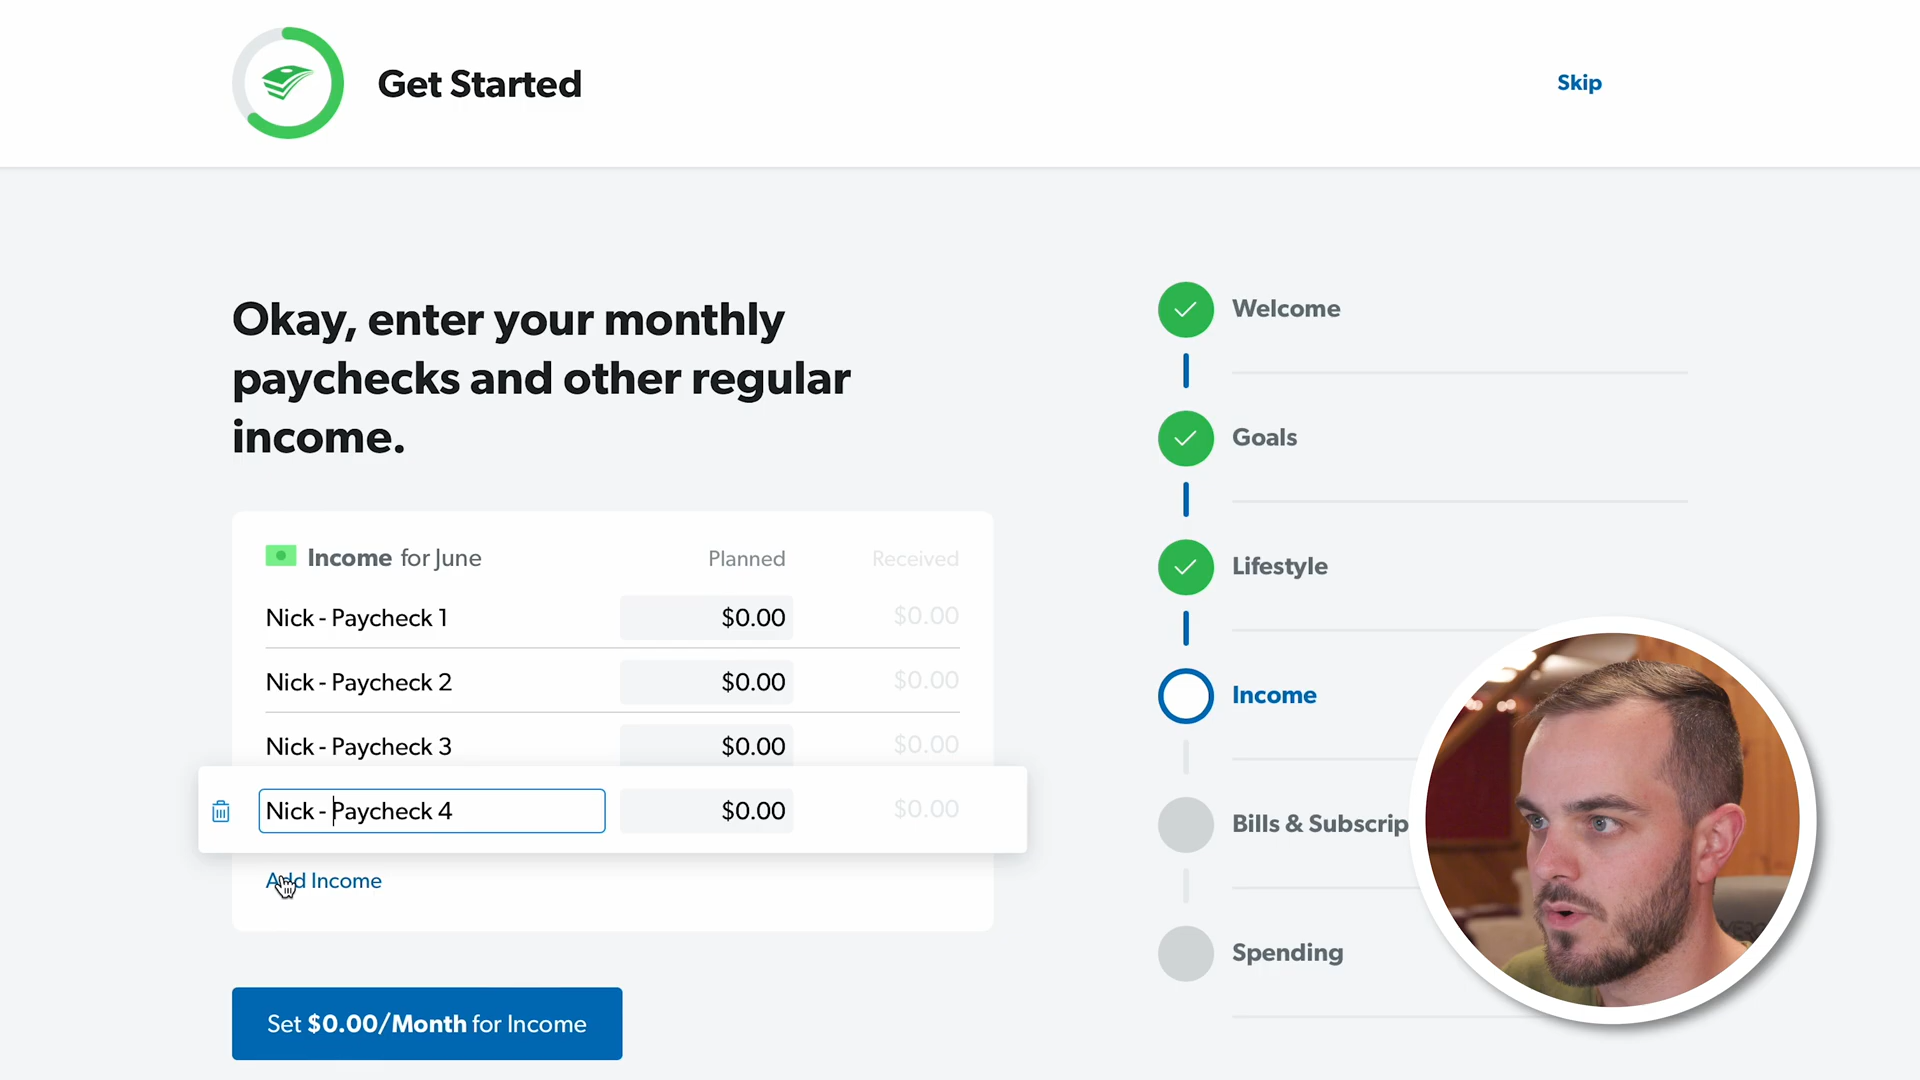 Get Started
Skip
Okay, enter your monthly
paychecks and other regular
income.
Income for June Planned Received
Nick - Paycheck 1 $0.00 $0.00
Nick - Paycheck 2 $0.00 $0.00
Nick - Paycheck 3 $0.00 $0.00
Nick - Paycheck 4 $0.00 $0.00
Add Income
Set $0.00/Month for Income
Welcome
Goals
Lifestyle
Income
Bills & Subscrip
Spending